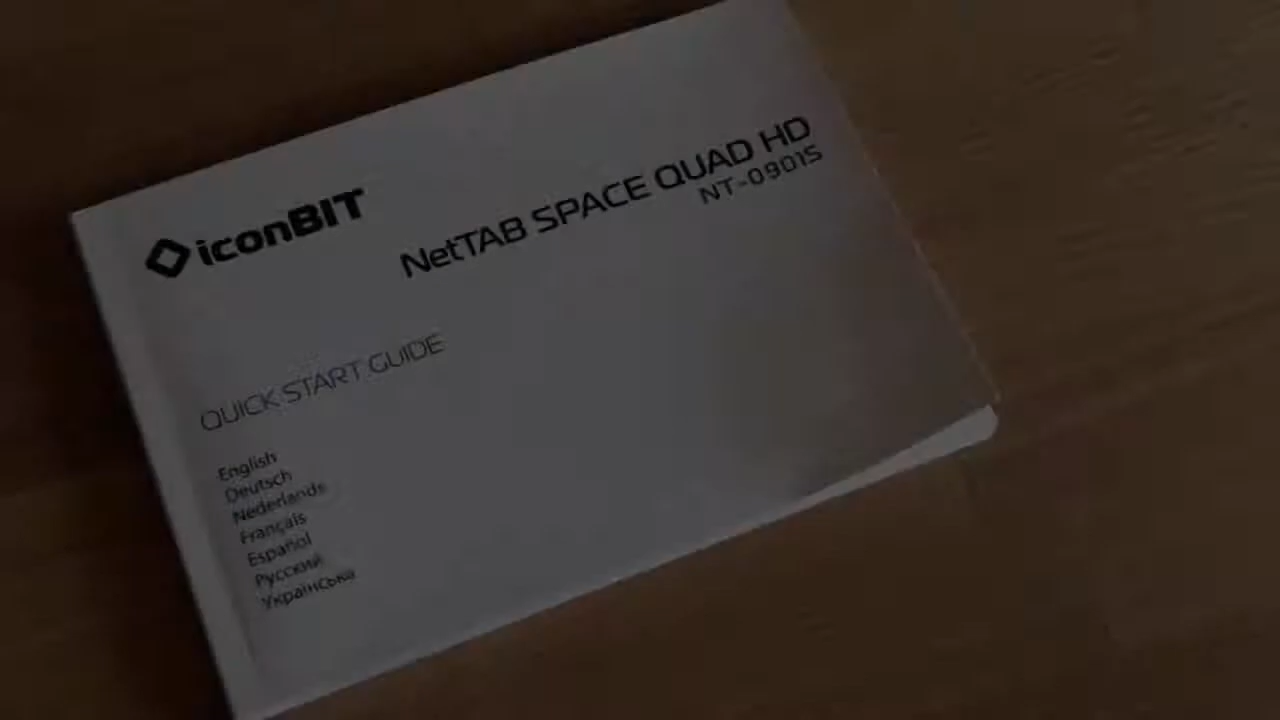 iconBIT
NetTAB SPACE QUAD HD
NT-0901S
QUICK START GUIDE
English
Deutsch
Nederlands
Français
Español
Русский
Українська